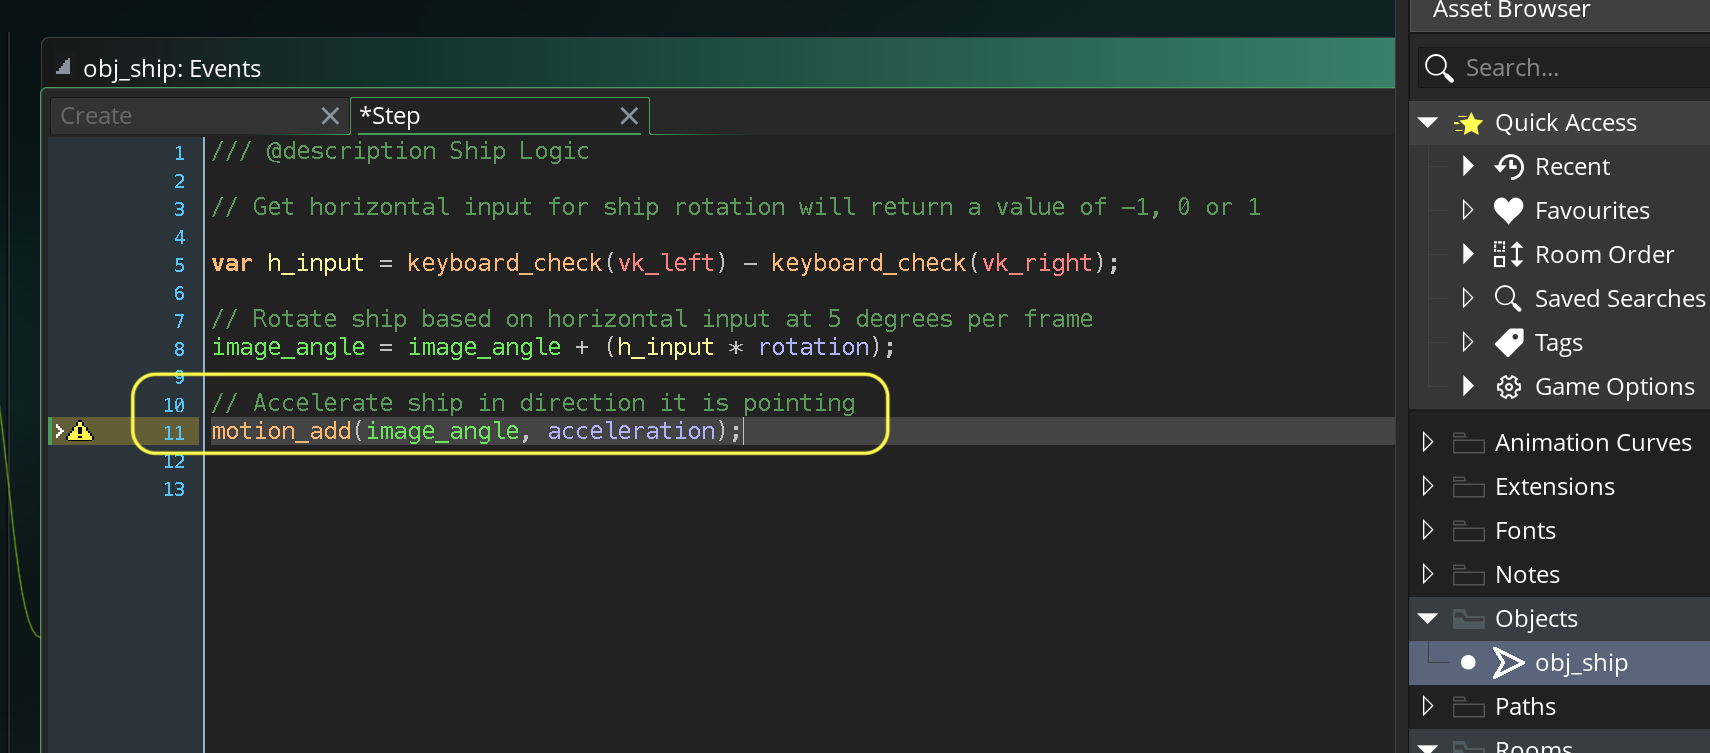 Asset Browser
obj_ship: Events
Search...
Create
*Step
Quick Access
1 /// @description Ship Logic
2
Recent
3 // Get horizontal input for ship rotation will return a value of -1, 0 or 1
Favourites
4
5 var h_input = keyboard_check(vk_left) - keyboard_check(vk_right);
Room Order
6
Saved Searches
7 // Rotate ship based on horizontal input at 5 degrees per frame
8 image_angle = image_angle + (h_input * rotation);
Tags
9
Game Options
10 // Accelerate ship in direction it is pointing
11 motion_add(image_angle, acceleration);
Animation Curves
12
13
Extensions
Fonts
Notes
Objects
obj_ship
Paths
Rooms